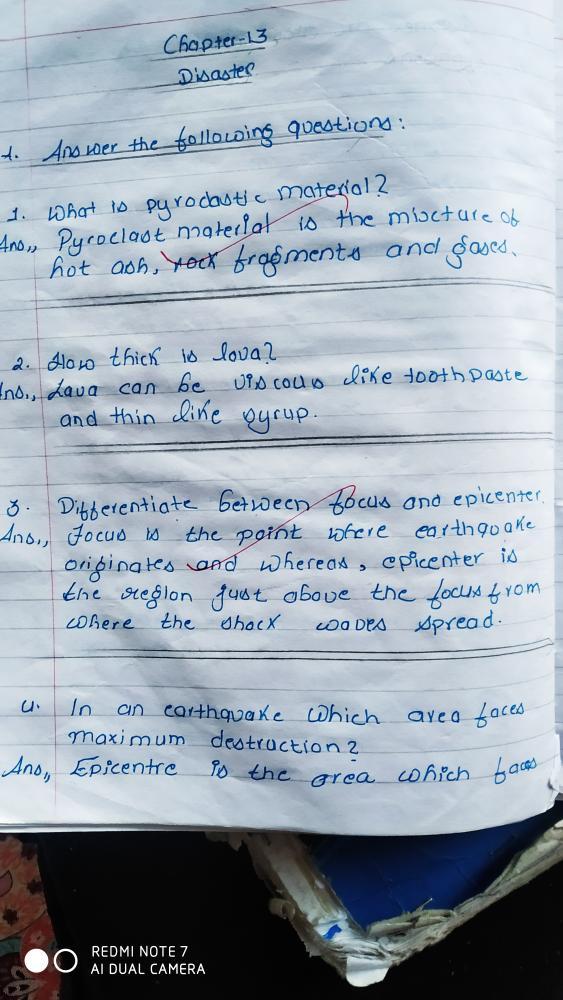 Chapter-13
Disaster
1. Answer the following questions:
1. What is pyroclastic material?
Ans,, Pyroclast material is the mixture of
hot ash, rock fragments and gases.
2. How thick is lava?
Ans., Lava can be viscous like toothpaste
and thin like syrup.
3. Differentiate between focus and epicenter.
Ans,, Focus is the point where earthquake
originates and whereas, epicenter is
the region just above the focus from
where the shock waves spread.
4. In an earthquake which area faces
maximum destruction?
Ans,, Epicentre is the area which faces
REDMI NOTE 7
AI DUAL CAMERA